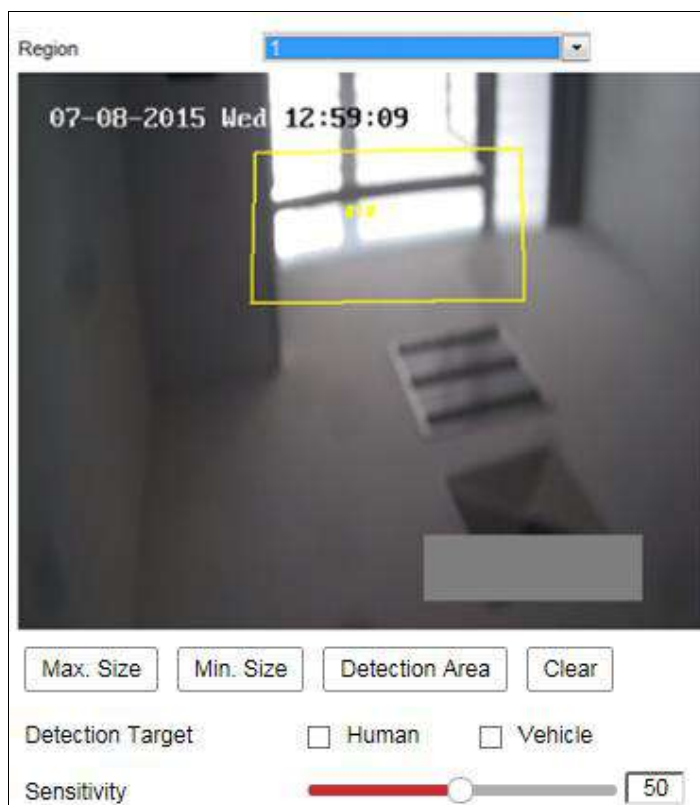 Region
1
07-08-2015 Wed 12:59:09
#1#
Max. Size Min. Size Detection Area Clear
Detection Target Human Vehicle
Sensitivity 50